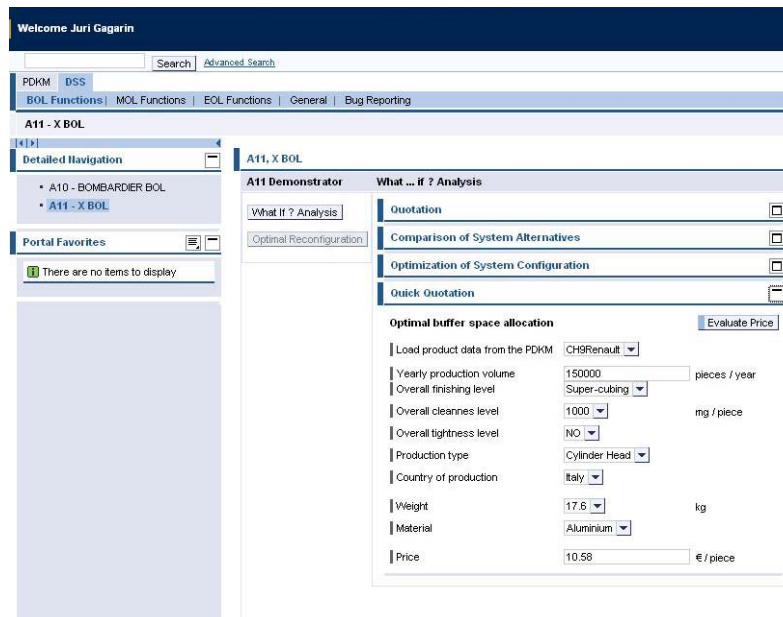 Welcome Juri Gagarin
Search Advanced Search
PDKM DSS
BOL Functions | MOL Functions | EOL Functions | General | Bug Reporting
A11 - X BOL
Detailed Navigation
• A10 - BOMBARDIER BOL
• A11 - X BOL
Portal Favorites
There are no items to display
A11, X BOL
A11 Demonstrator What ... if ? Analysis
What If ? Analysis
Optimal Reconfiguration
Quotation
Comparison of System Alternatives
Optimization of System Configuration
Quick Quotation
Optimal buffer space allocation Evaluate Price
Load product data from the PDKM CH9Renault
Yearly production volume 150000 pieces / year
Overall finishing level Super-cubing
Overall cleannes level 1000 mg / piece
Overall tightness level NO
Production type Cylinder Head
Country of production Italy
Weight 17.6 kg
Material Aluminium
Price 10.58 € / piece